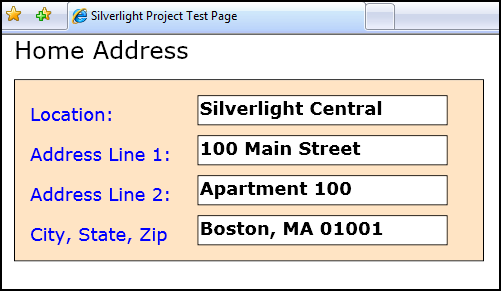 Silverlight Project Test Page
Home Address
Location: Silverlight Central
Address Line 1: 100 Main Street
Address Line 2: Apartment 100
City, State, Zip Boston, MA 01001